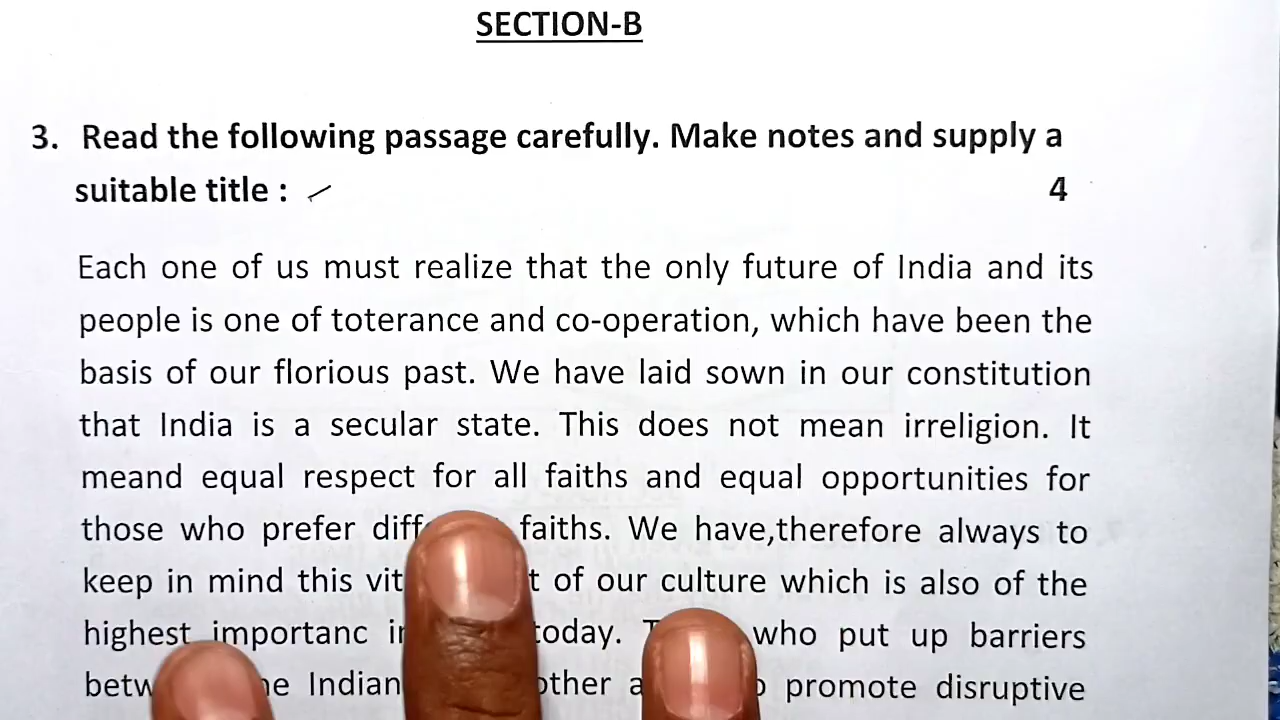 SECTION-B
3. Read the following passage carefully. Make notes and supply a
suitable title : 4
Each one of us must realize that the only future of India and its
people is one of toterance and co-operation, which have been the
basis of our florious past. We have laid sown in our constitution
that India is a secular state. This does not mean irreligion. It
meand equal respect for all faiths and equal opportunities for
those who prefer faiths. We have,therefore always to
keep in mind this of our culture which is also of the
highest importanc today. who put up barriers
Indian promote disruptive